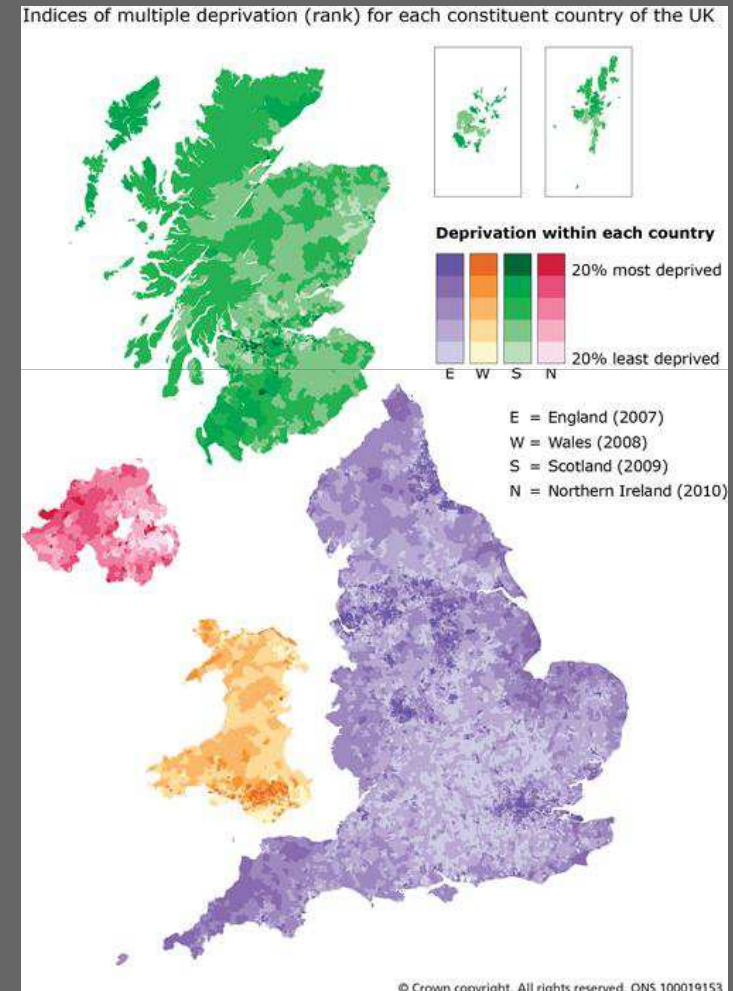 Indices of multiple deprivation (rank) for each constituent country of the UK
Deprivation within each country
20% most deprived
20% least deprived
E W S N
E = England (2007)
W = Wales (2008)
S = Scotland (2009)
N = Northern Ireland (2010)
© Crown copyright. All rights reserved. ONS 100019153